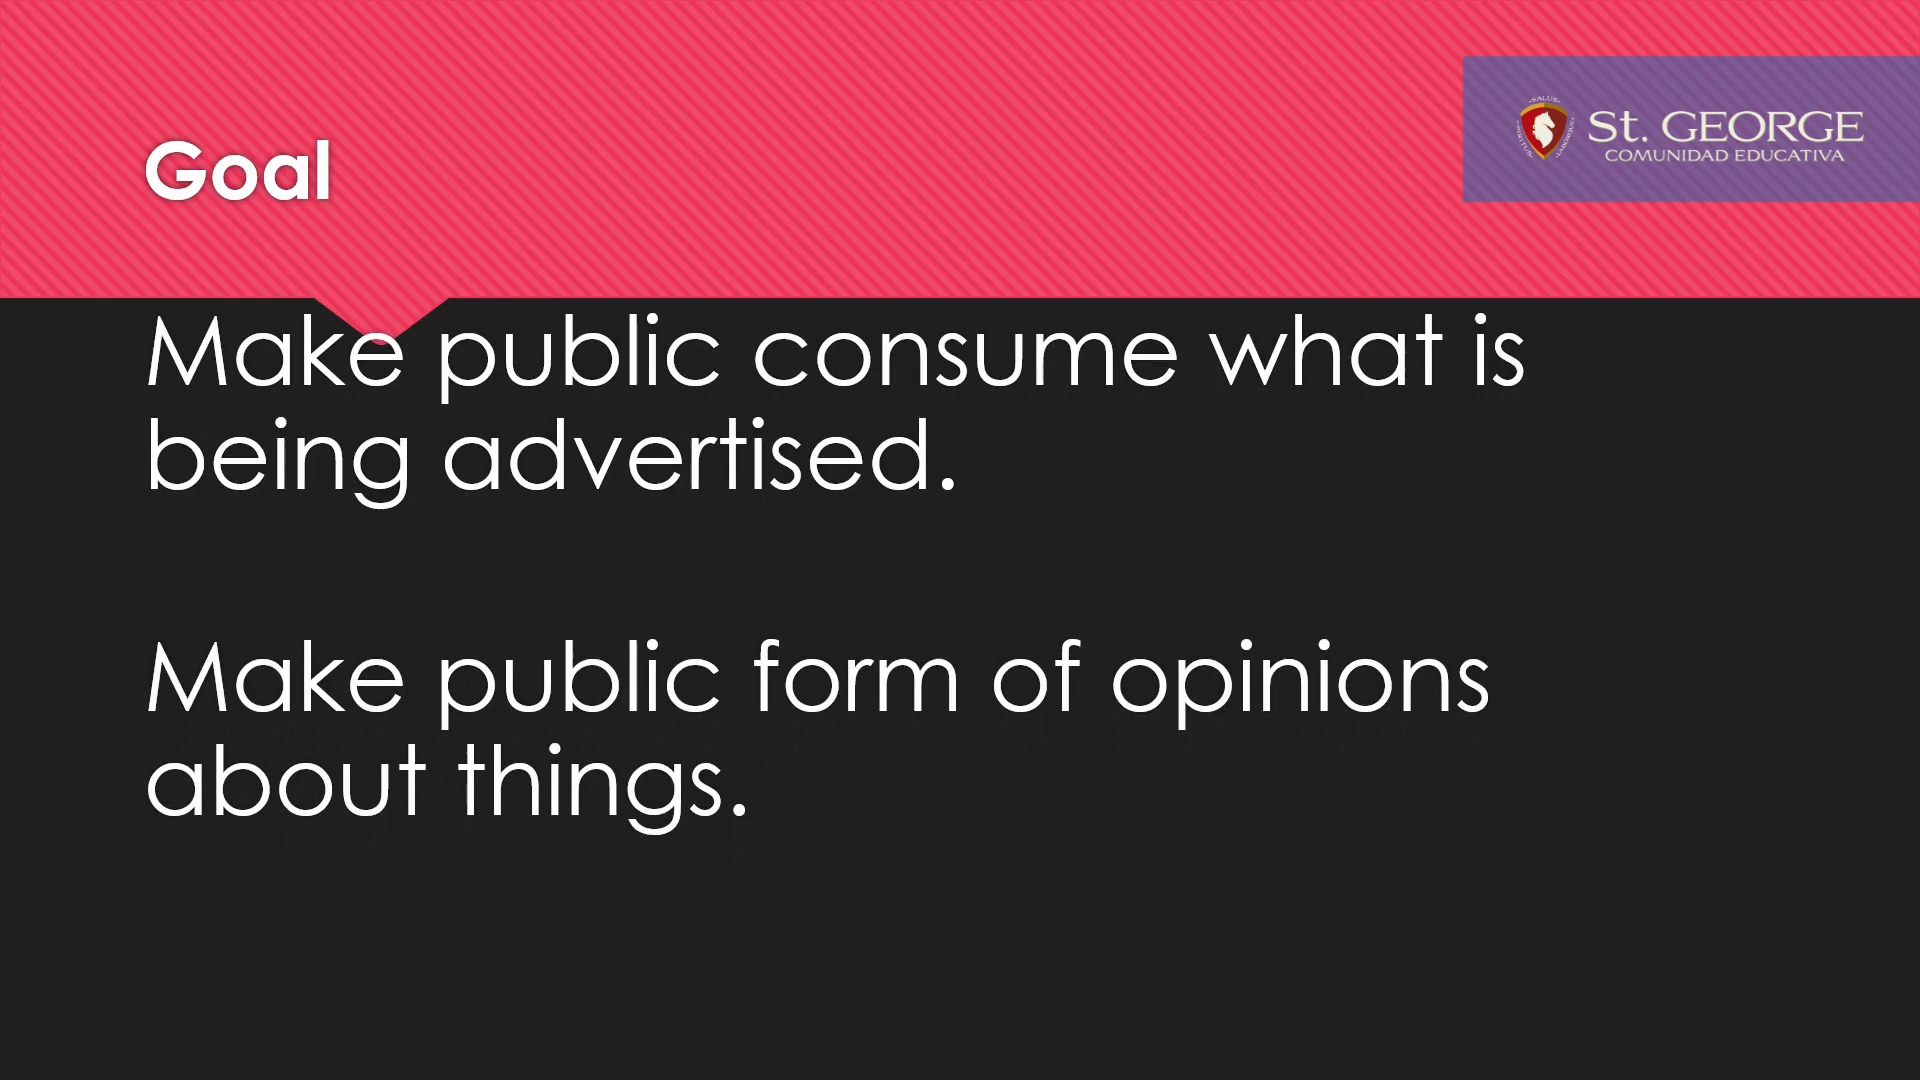 Goal
St. GEORGE
COMUNIDAD EDUCATIVA
Make public consume what is
being advertised.
Make public form of opinions
about things.